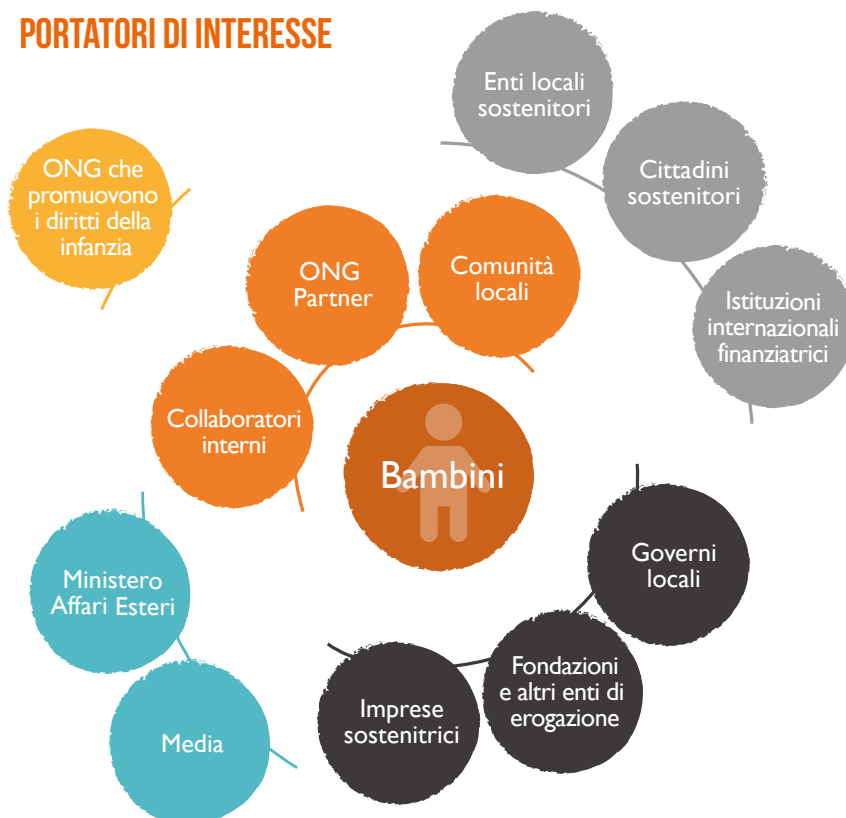 PORTATORI DI INTERESSE
Enti locali
sostenitori
Cittadini
sostenitori
Istituzioni
internazionali
finanziatrici
ONG che
promuovono
i diritti della
infanzia
ONG
Partner
Comunità
locali
Collaboratori
interni
Bambini
Governi
locali
Fondazioni
e altri enti di
erogazione
Imprese
sostenitrici
Ministero
Affari Esteri
Media